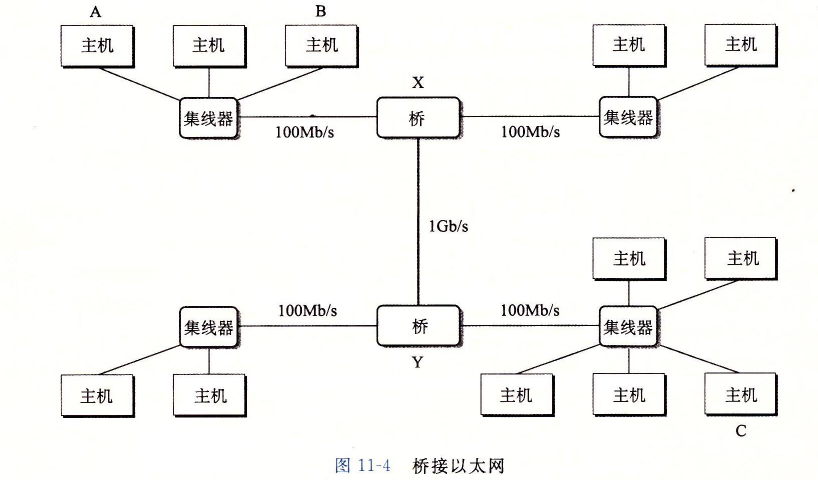 A
B
主机
主机
主机
主机
主机
X
集线器
桥
集线器
100Mb/s
100Mb/s
1Gb/s
主机
主机
100Mb/s
100Mb/s
集线器
桥
集线器
Y
主机
主机
主机
主机
主机
C
图 11-4 桥接以太网